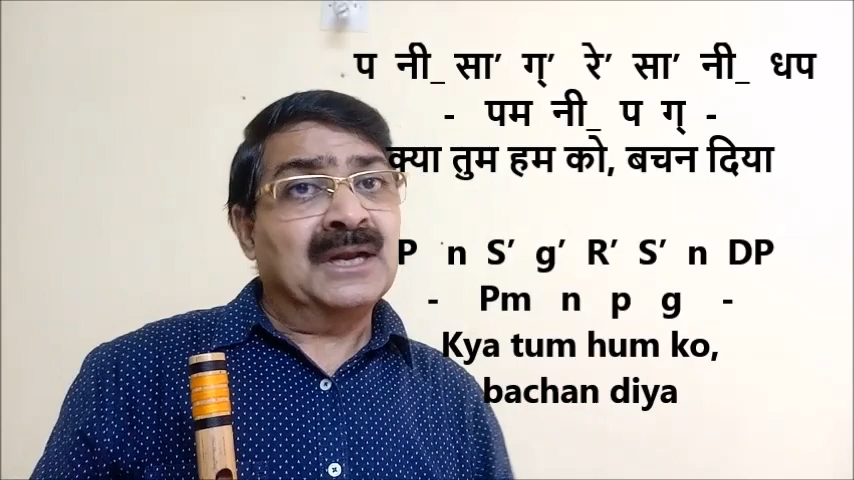 प नी_ सा’ ग्’ रे’ सा’ नी_ धप
- पम नी_ प ग् -
क्या तुम हम को, बचन दिया
P n S’ g’ R’ S’ n DP
- Pm n p g -
Kya tum hum ko,
bachan diya